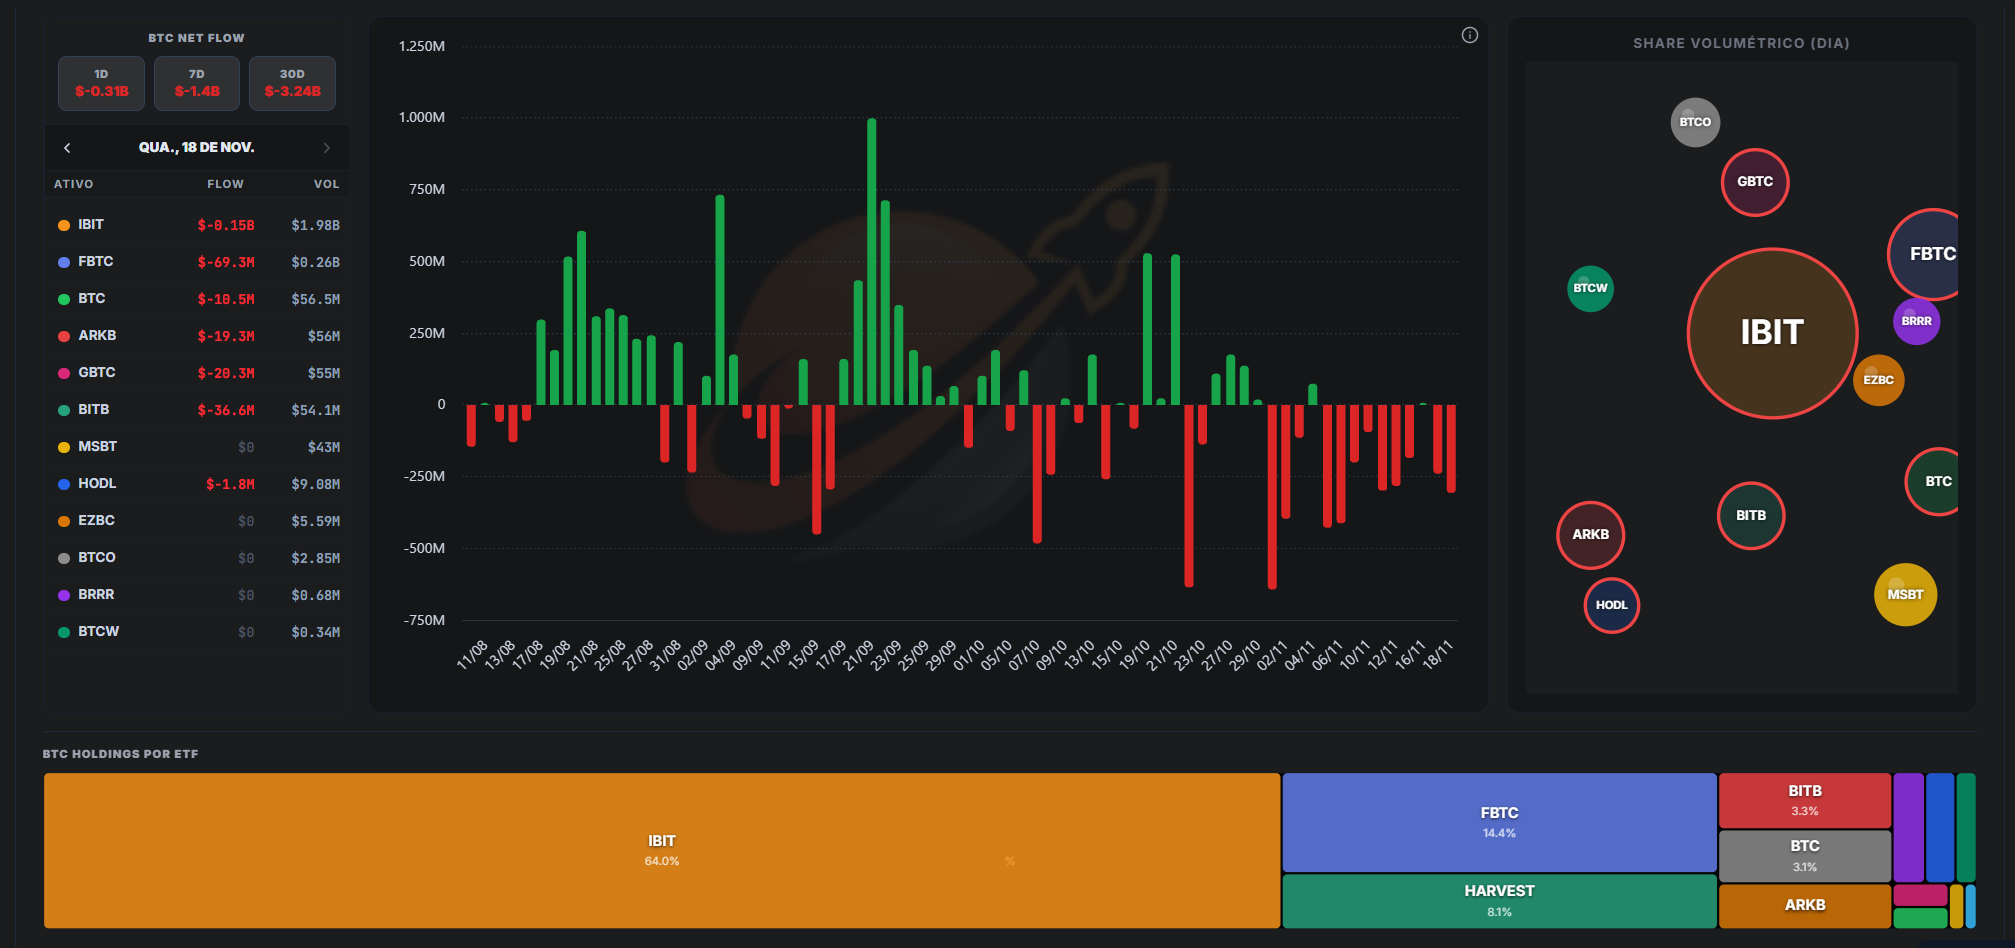 BTC NET FLOW
1D
$-0.31B
7D
$-1.4B
30D
$-3.24B
QUA., 18 DE NOV.
ATIVO FLOW VOL
IBIT $-0.15B $1.98B
FBTC $-69.3M $0.26B
BTC $-10.5M $56.5M
ARKB $-19.3M $56M
GBTC $-20.3M $55M
BITB $-36.6M $54.1M
MSBT $0 $43M
HODL $-1.8M $9.08M
EZBC $0 $5.59M
BTCO $0 $2.85M
BRRR $0 $0.68M
BTCW $0 $0.34M
1.250M
1.000M
750M
500M
250M
0
-250M
-500M
-750M
11/08 13/08 17/08 19/08 21/08 25/08 27/08 31/08 02/09 04/09 09/09 11/09 15/09 17/09 21/09 23/09 25/09 29/09 01/10 05/10 07/10 09/10 13/10 15/10 19/10 21/10 23/10 27/10 29/10 02/11 04/11 06/11 10/11 12/11 16/11 18/11
SHARE VOLUMÉTRICO (DIA)
BTCO
GBTC
FBTC
BTCW
BRRR
IBIT
EZBC
BTC
BITB
ARKB
MSBT
HODL
BTC HOLDINGS POR ETF
IBIT
64.0%
%
FBTC
14.4%
HARVEST
8.1%
BITB
3.3%
BTC
3.1%
ARKB